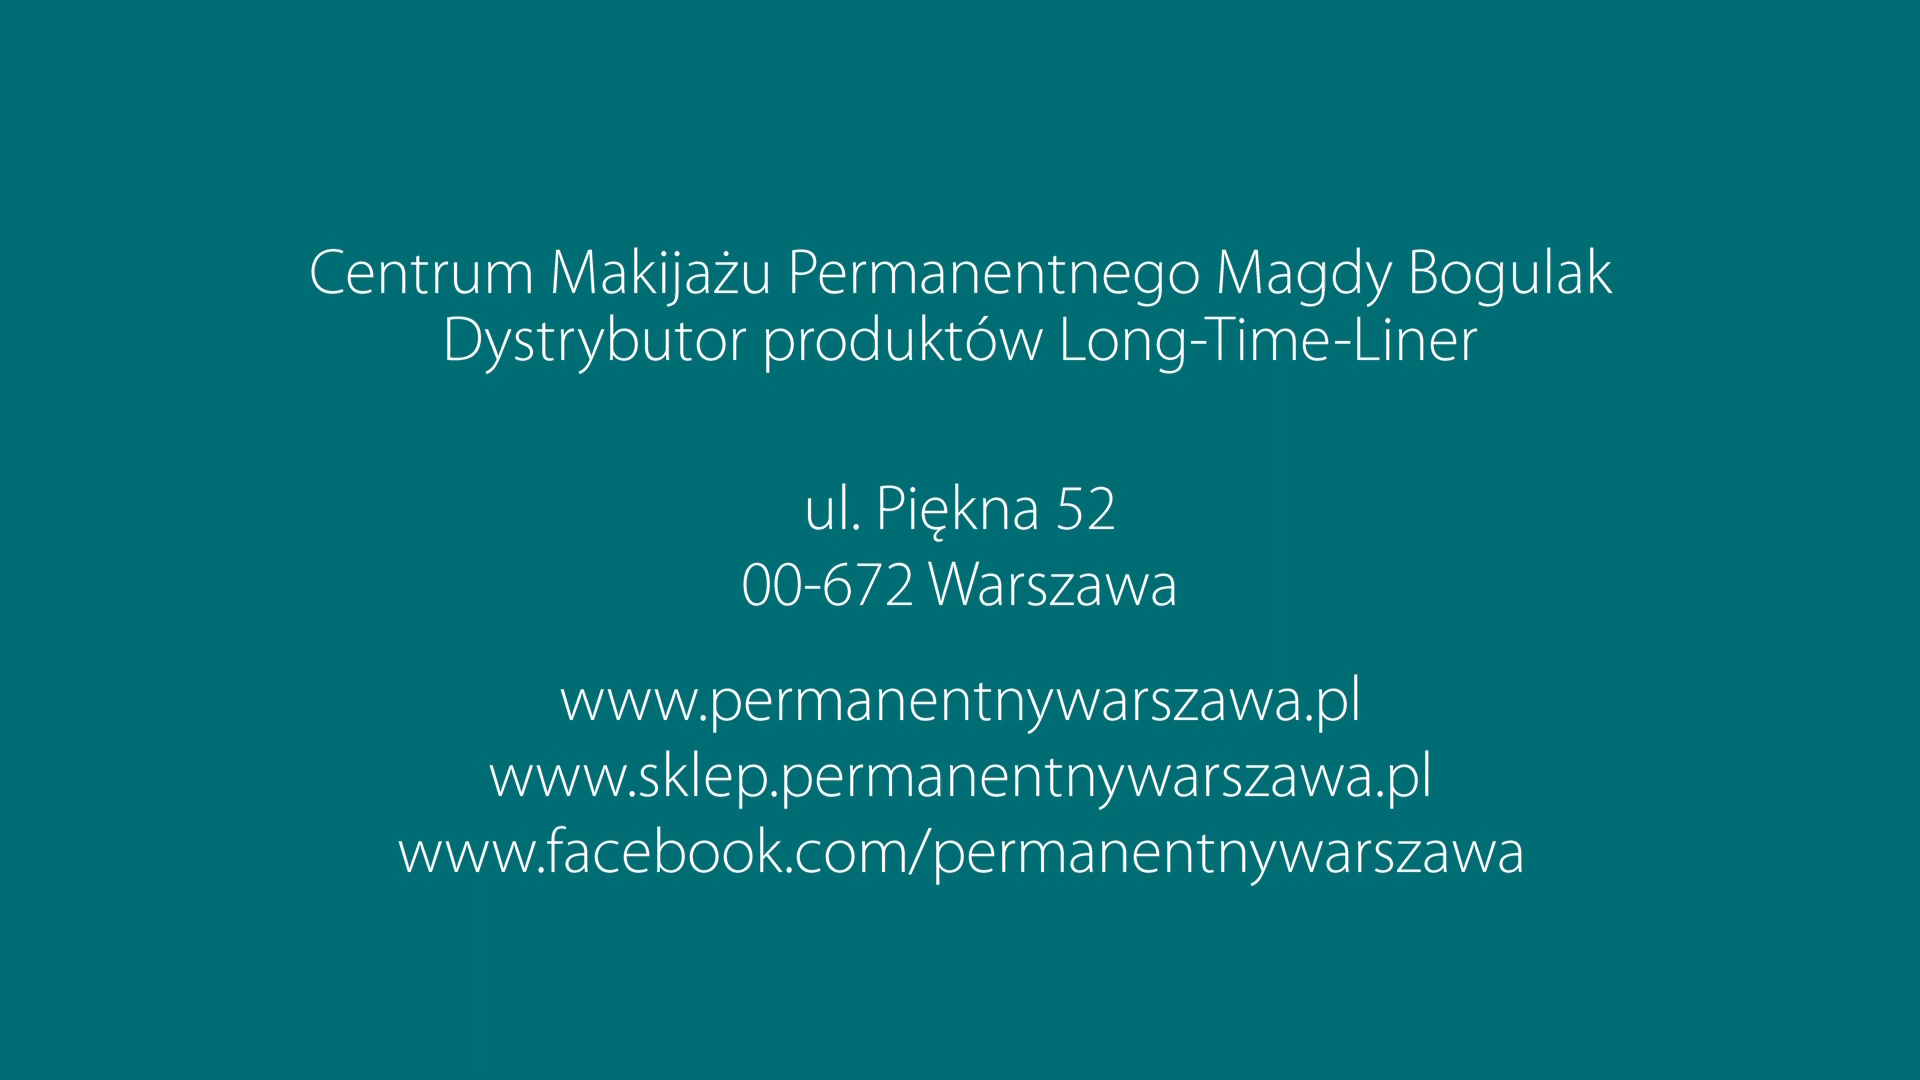 Centrum Makijażu Permanentnego Magdy Bogulak
Dystrybutor produktów Long-Time-Liner
ul. Piękna 52
00-672 Warszawa
www.permanentnywarszawa.pl
www.sklep.permanentnywarszawa.pl
www.facebook.com/permanentnywarszawa